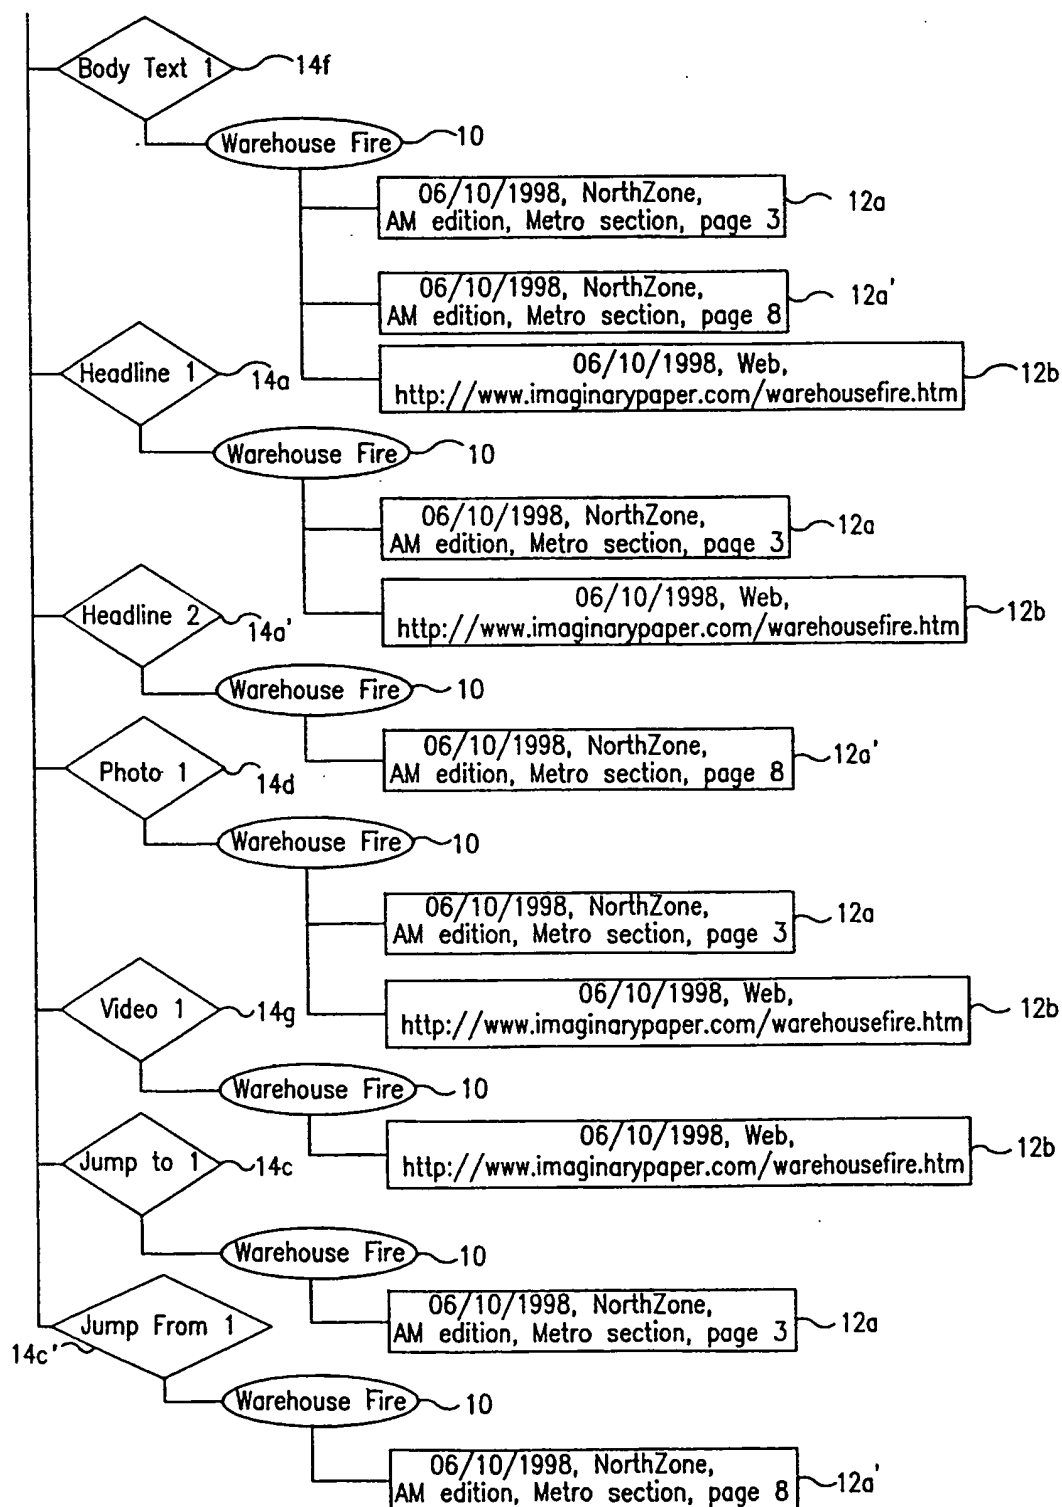 Body Text 1
14f
Warehouse Fire
10
06/10/1998, NorthZone,
AM edition, Metro section, page 3
12a
06/10/1998, NorthZone,
AM edition, Metro section, page 8
12a'
Headline 1
14a
06/10/1998, Web,
http://www.imaginarypaper.com/warehousefire.htm
12b
Warehouse Fire
10
06/10/1998, NorthZone,
AM edition, Metro section, page 3
12a
Headline 2
14a'
06/10/1998, Web,
http://www.imaginarypaper.com/warehousefire.htm
12b
Warehouse Fire
10
06/10/1998, NorthZone,
AM edition, Metro section, page 8
12a'
Photo 1
14d
Warehouse Fire
10
06/10/1998, NorthZone,
AM edition, Metro section, page 3
12a
Video 1
14g
06/10/1998, Web,
http://www.imaginarypaper.com/warehousefire.htm
12b
Warehouse Fire
10
06/10/1998, Web,
http://www.imaginarypaper.com/warehousefire.htm
12b
Jump to 1
14c
Warehouse Fire
10
06/10/1998, NorthZone,
AM edition, Metro section, page 3
12a
Jump From 1
14c'
Warehouse Fire
10
06/10/1998, NorthZone,
AM edition, Metro section, page 8
12a'